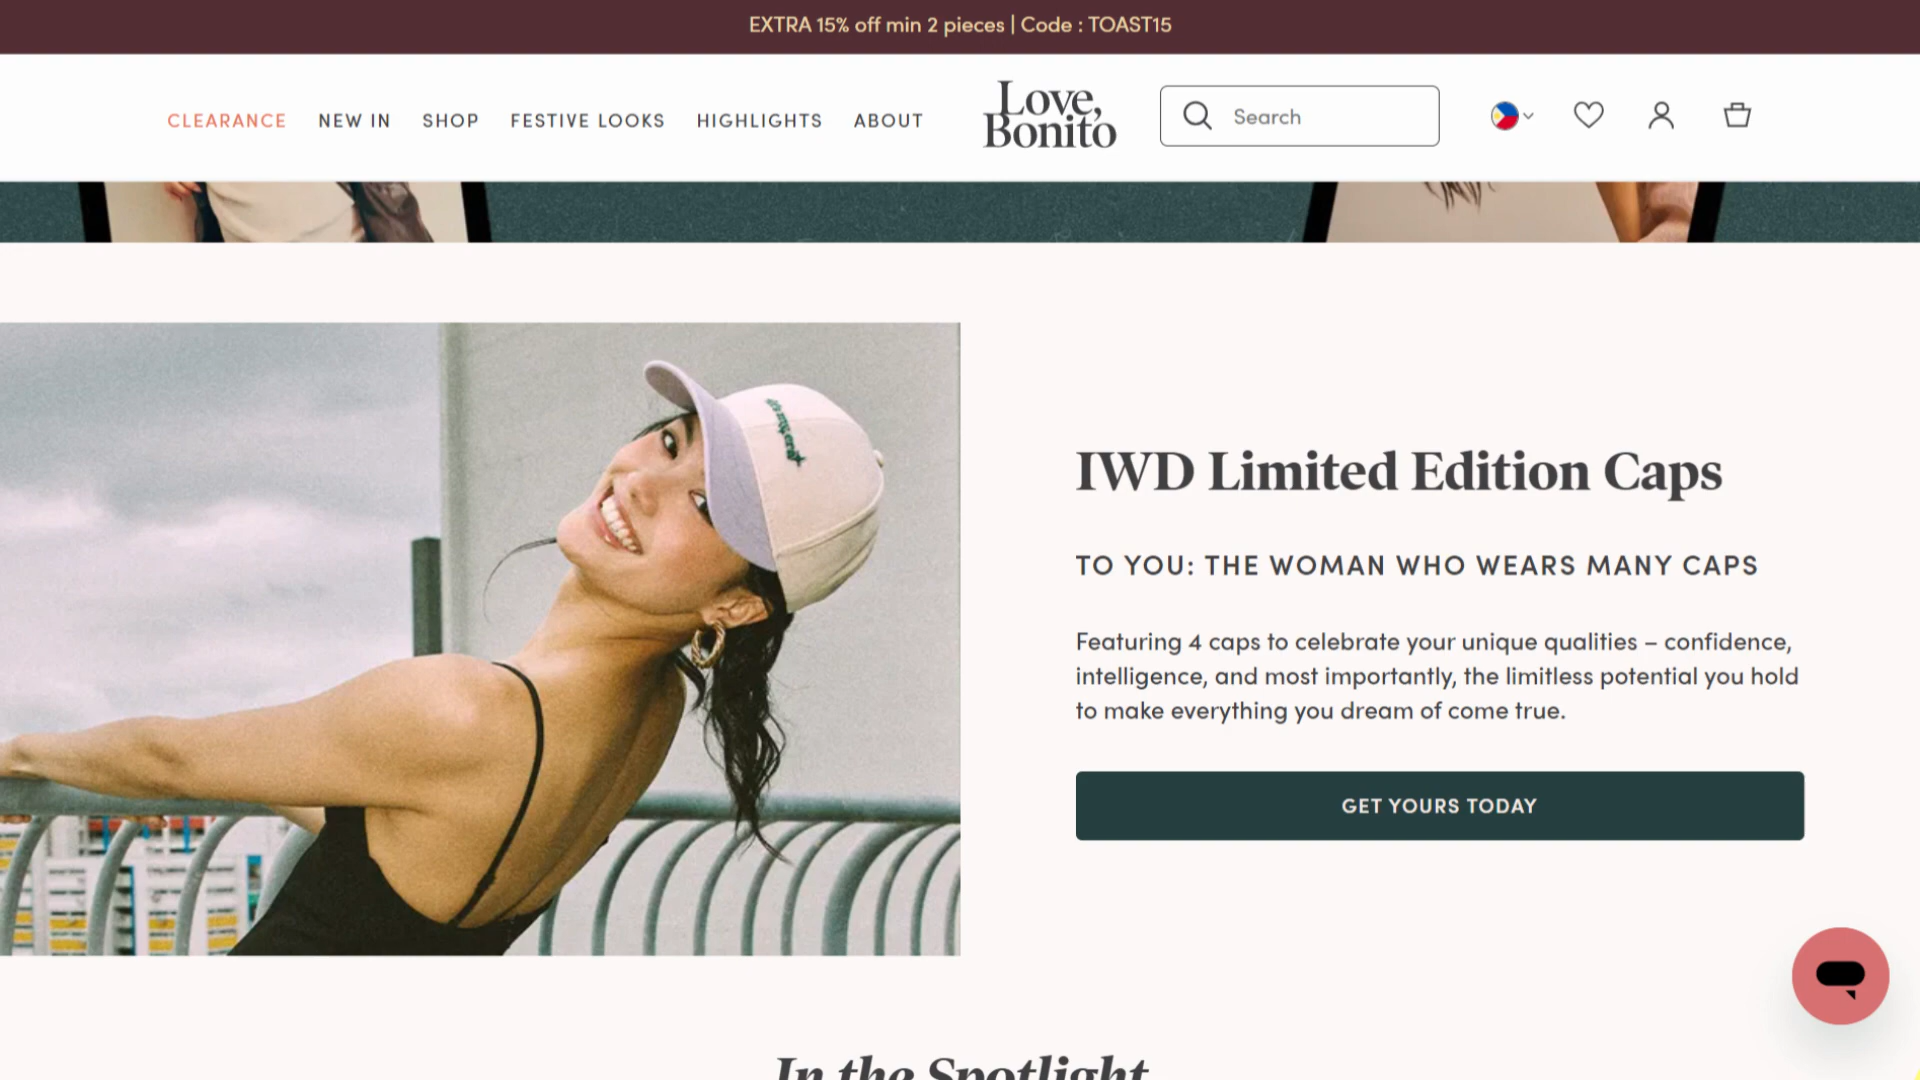 EXTRA 15% off min 2 pieces | Code : TOAST15
CLEARANCE NEW IN SHOP FESTIVE LOOKS HIGHLIGHTS ABOUT
Love,
Bonito
Search
IWD Limited Edition Caps
TO YOU: THE WOMAN WHO WEARS MANY CAPS
Featuring 4 caps to celebrate your unique qualities – confidence,
intelligence, and most importantly, the limitless potential you hold
to make everything you dream of come true.
GET YOURS TODAY
In the Spotlight